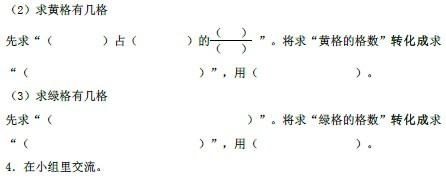 （2）求黄格有几格
先求“（　　　）占（　　　）的（　）/（　）”。将求“黄格的格数”转化成求
“（　　　　　　　　　）”，用（　　　　　）。
（3）求绿格有几格
先求“（　　　　　　　　　　　　）”。将求“绿格的格数”转化成求
“（　　　　　　　　　）”，用（　　　　　）。
4．在小组里交流。